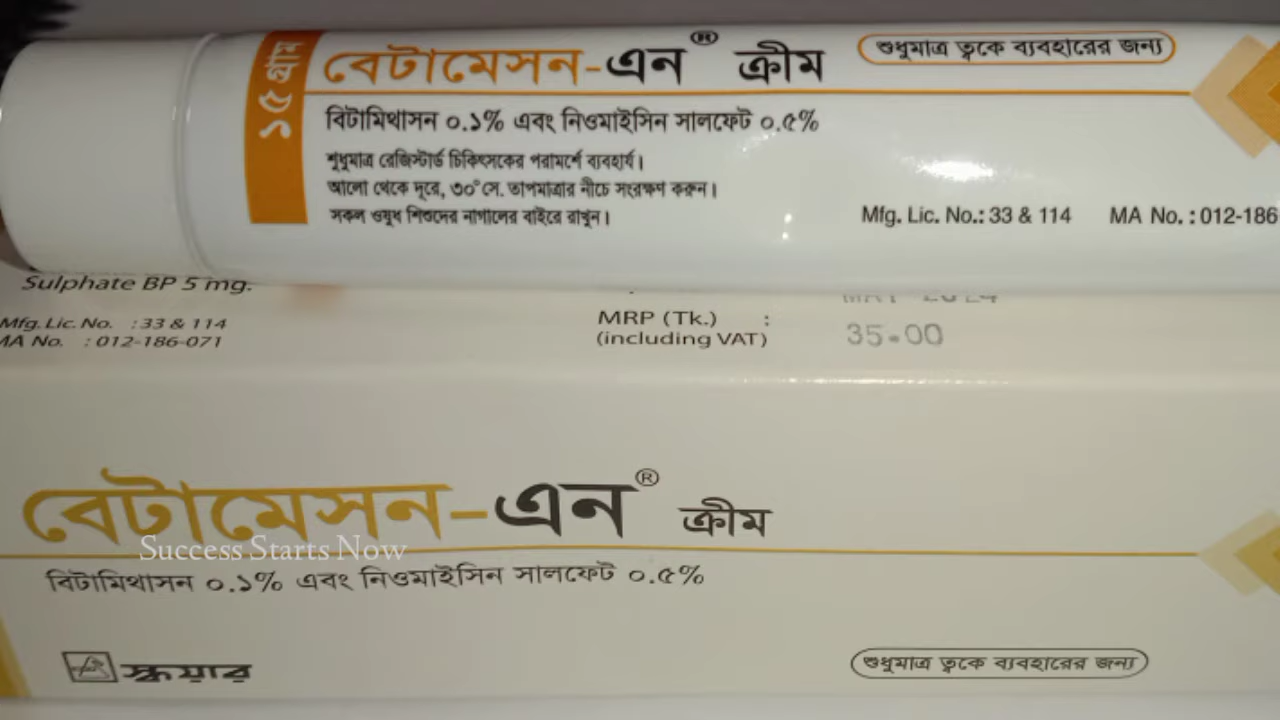 ১৫ গ্রাম
বেটামেসন-এন® ক্রীম
শুধুমাত্র ত্বকে ব্যবহারের জন্য
বিটামিথাসন ০.১% এবং নিওমাইসিন সালফেট ০.৫%
শুধুমাত্র রেজিস্টার্ড চিকিৎসকের পরামর্শে ব্যবহার্য।
আলো থেকে দূরে, ৩০°সে. তাপমাত্রার নীচে সংরক্ষণ করুন।
সকল ওষুধ শিশুদের নাগালের বাইরে রাখুন।
Mfg. Lic. No.: 33 & 114 MA No. : 012-186
Sulphate BP 5 mg.
Mfg. Lic. No. : 33 & 114
MA No. : 012-186-071
MRP (Tk.) :
(including VAT)
35-00
বেটামেসন-এন® ক্রীম
Success Starts Now
বিটামিথাসন ০.১% এবং নিওমাইসিন সালফেট ০.৫%
স্কয়ার
শুধুমাত্র ত্বকে ব্যবহারের জন্য